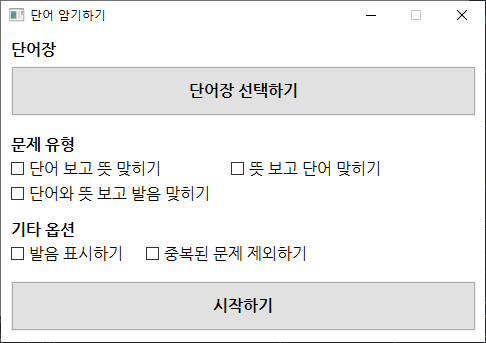 단어 암기하기
단어장
단어장 선택하기
문제 유형
단어 보고 뜻 맞히기 뜻 보고 단어 맞히기
단어와 뜻 보고 발음 맞히기
기타 옵션
발음 표시하기 중복된 문제 제외하기
시작하기